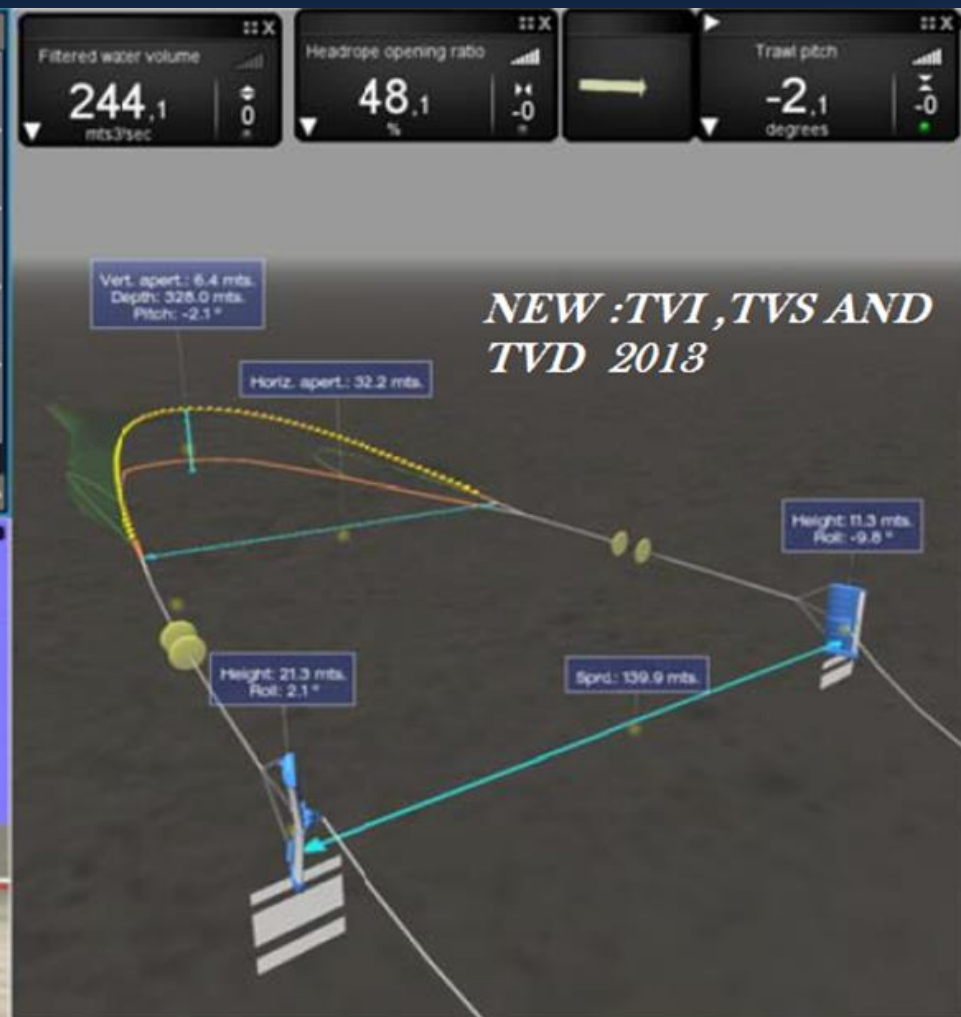 Filtered water volume
244.1
mts3/sec
0
Headrope opening ratio
48.1
%
-0
Trawl pitch
-2.1
degrees
-0
Vert. apert.: 6.4 mts.
Depth: 328.0 mts.
Pitch: -2.1 °
NEW :TVI ,TVS AND
TVD 2013
Horiz. apert.: 32.2 mts.
Height: 11.3 mts.
Roll: -9.8 °
Height: 21.3 mts.
Roll: 2.1 °
Sprd.: 139.9 mts.